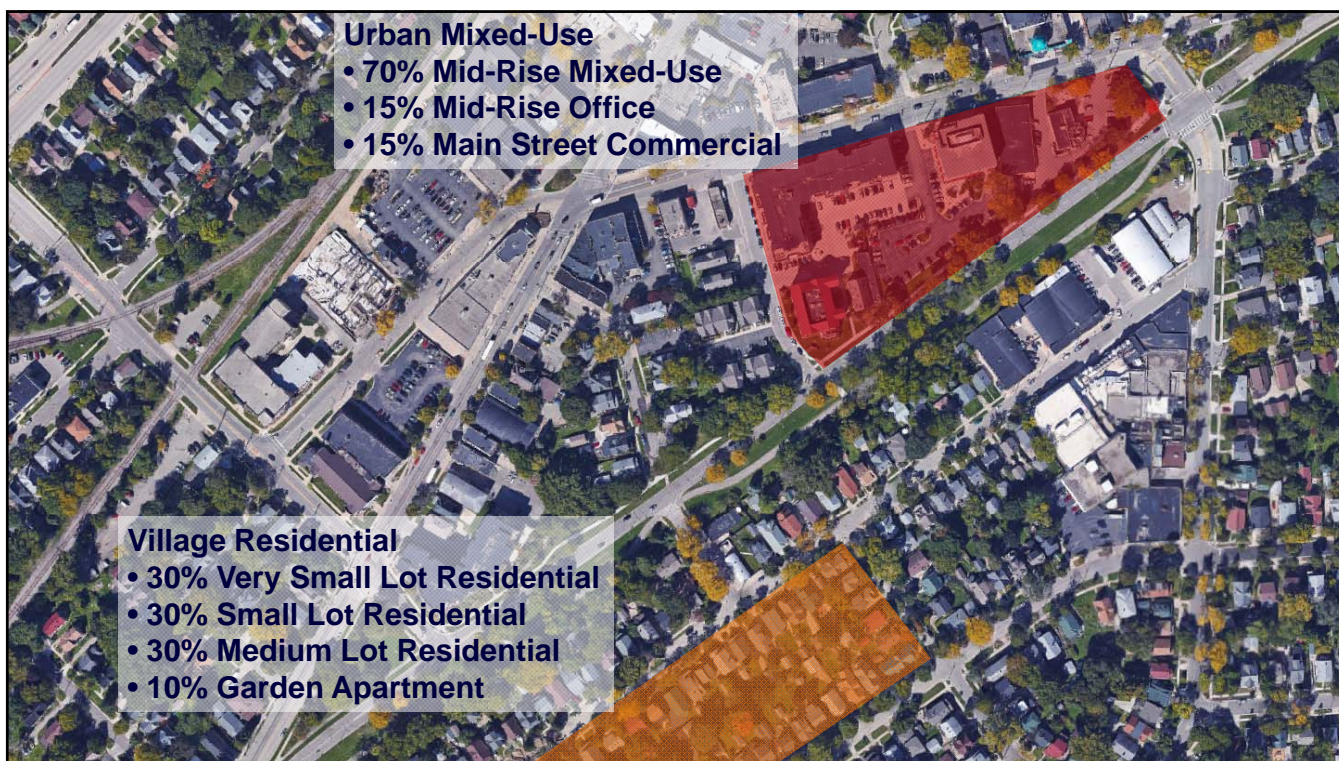 Urban Mixed-Use
• 70% Mid-Rise Mixed-Use
• 15% Mid-Rise Office
• 15% Main Street Commercial
Village Residential
• 30% Very Small Lot Residential
• 30% Small Lot Residential
• 30% Medium Lot Residential
• 10% Garden Apartment